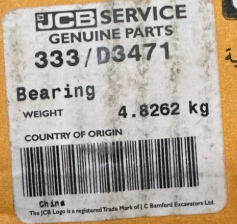 JCB SERVICE
GENUINE PARTS
333/D3471
Bearing
WEIGHT 4.8262 kg
COUNTRY OF ORIGIN
China
The JCB Logo is a registered Trade Mark of J C Bamford Excavators Ltd.